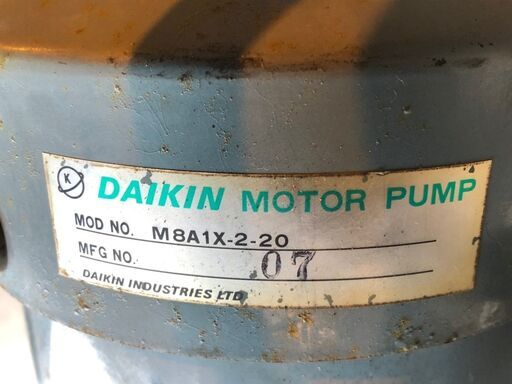 K DAIKIN MOTOR PUMP
MOD NO. M8A1X-2-20
MFG NO. .07
DAIKIN INDUSTRIES LTD